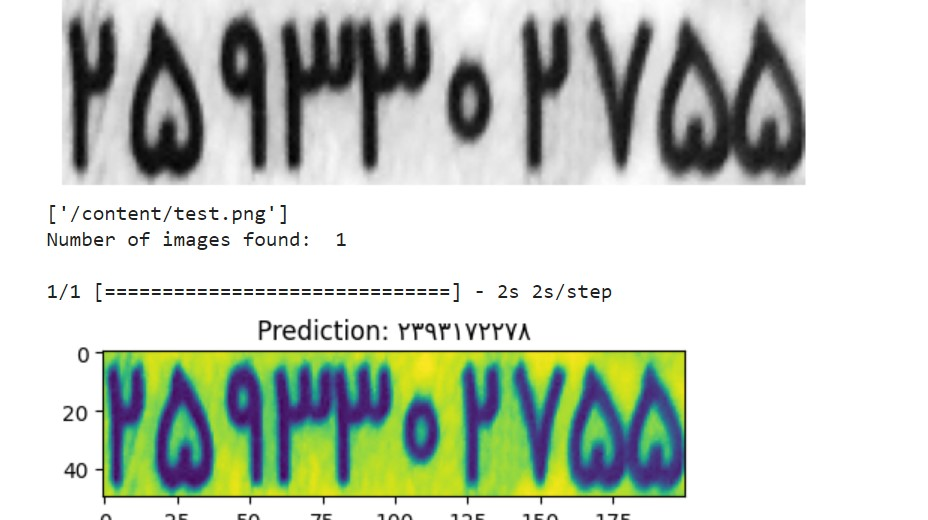 ۲۵۹۳۳۰۲۷۵۵
['/content/test.png']
Number of images found:  1
1/1 [==============================] - 2s 2s/step
Prediction: ۲۳۹۳۱۷۲۲۷۸
0
20
40
۲۵۹۳۳۰۲۷۵۵
0 25 50 75 100 125 150 175